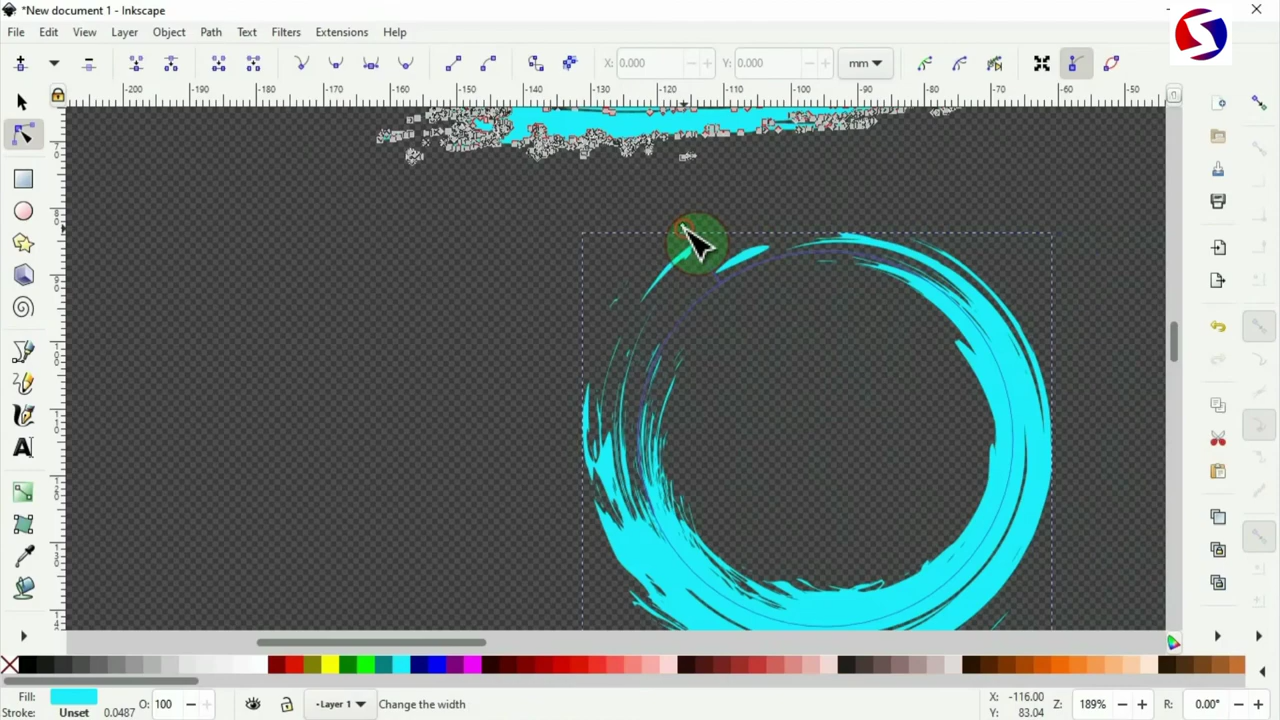 *New document 1 - Inkscape
File Edit View Layer Object Path Text Filters Extensions Help
X: 0.000 Y: 0.000 mm
-200 -190 -180 -170 -160 -150 -140 -130 -120 -110 -100 -90 -80 -70 -60 -50
Fill:
Stroke: Unset 0.0487
O: 100
-Layer 1
Change the width
X: -116.00
Y: 83.04
Z: 189%
R: 0.00°